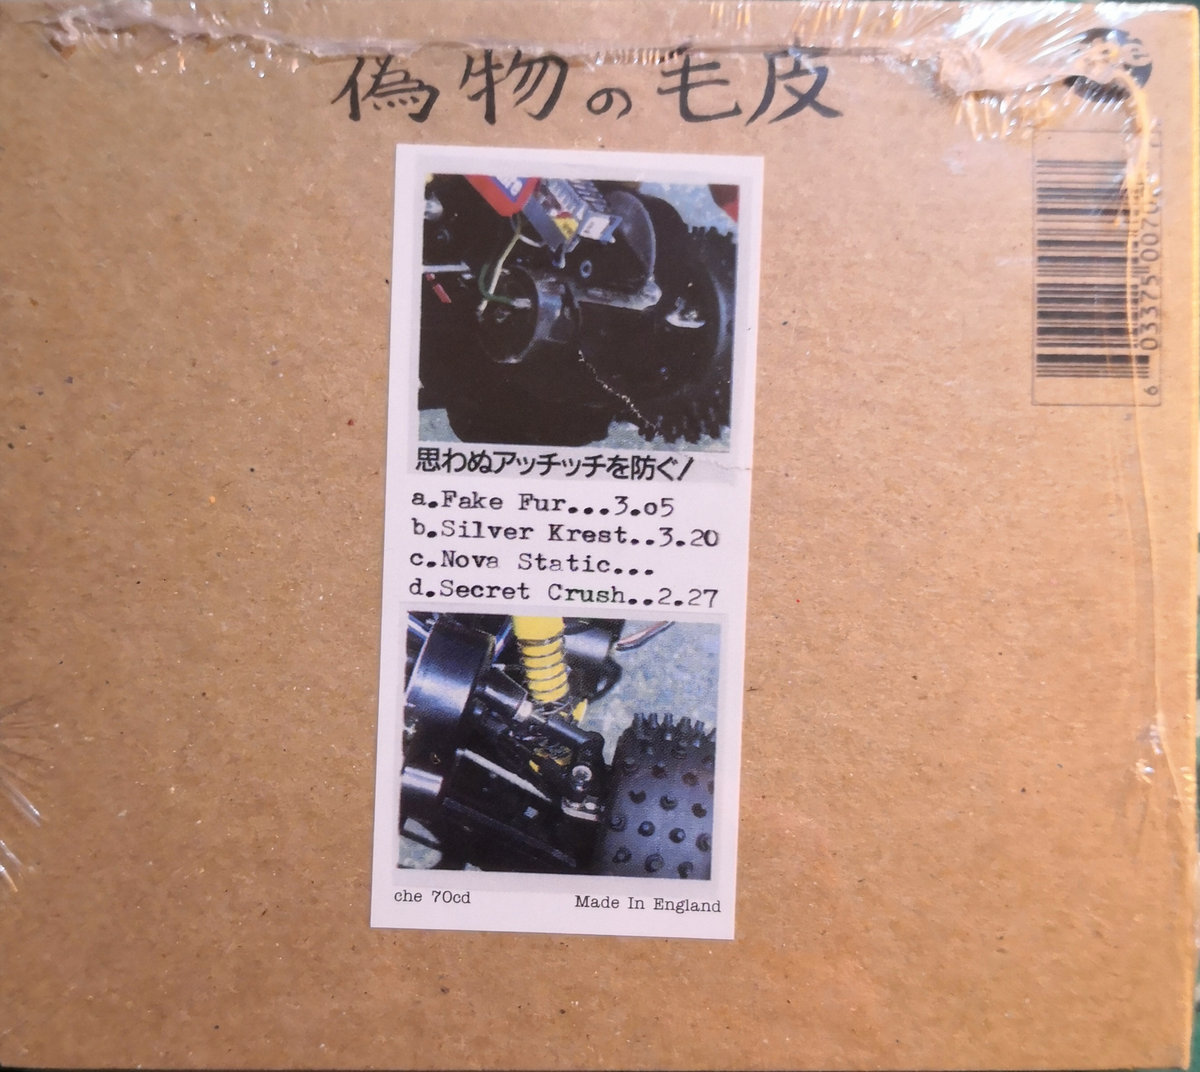 偽物の毛皮
思わぬアッチッチを防ぐ!
a.Fake Fur...3.o5
b.Silver Krest..3.20
c.Nova Static...
d.Secret Crush..2.27
che 70cd
Made In England